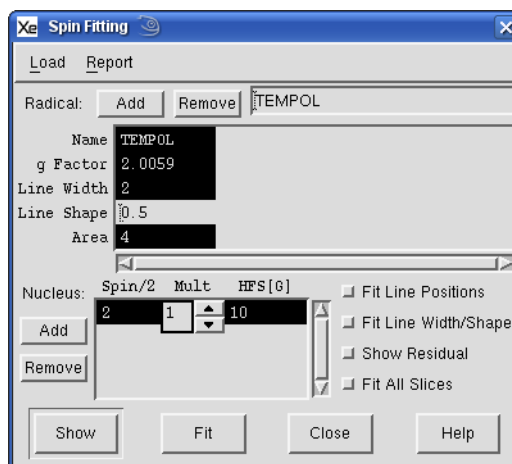 Xe Spin Fitting
Load Report
Radical: Add Remove TEMPOL
Name TEMPOL
g Factor 2.0059
Line Width 2
Line Shape 0.5
Area 4
Nucleus: Spin/2 Mult HFS[G]
2 1 10
Add
Remove
Fit Line Positions
Fit Line Width/Shape
Show Residual
Fit All Slices
Show Fit Close Help